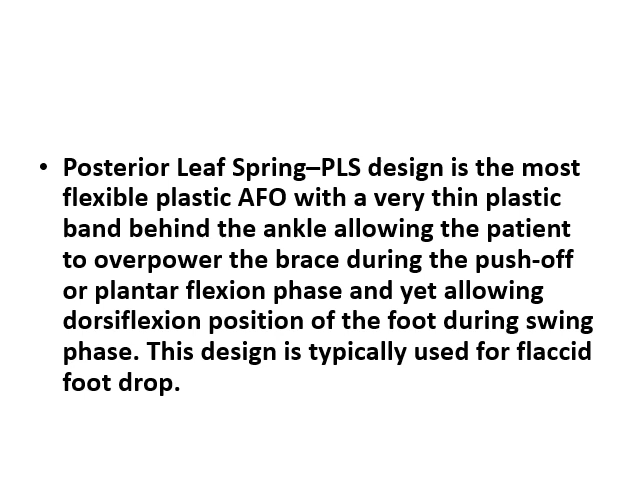 • Posterior Leaf Spring–PLS design is the most
flexible plastic AFO with a very thin plastic
band behind the ankle allowing the patient
to overpower the brace during the push-off
or plantar flexion phase and yet allowing
dorsiflexion position of the foot during swing
phase. This design is typically used for flaccid
foot drop.